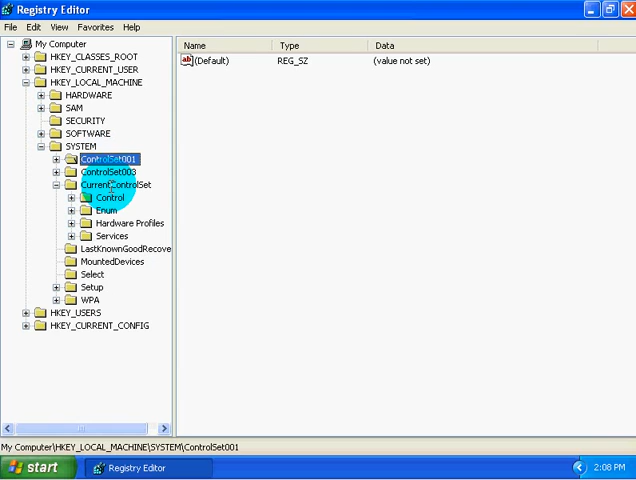 Registry Editor
File Edit View Favorites Help
My Computer
HKEY_CLASSES_ROOT
HKEY_CURRENT_USER
HKEY_LOCAL_MACHINE
HARDWARE
SAM
SECURITY
SOFTWARE
SYSTEM
ControlSet001
ControlSet003
CurrentControlSet
Control
Enum
Hardware Profiles
Services
LastKnownGoodRecove
MountedDevices
Select
Setup
WPA
HKEY_USERS
HKEY_CURRENT_CONFIG
Name Type Data
ab (Default) REG_SZ (value not set)
My Computer\HKEY_LOCAL_MACHINE\SYSTEM\ControlSet001
start Registry Editor 2:08 PM